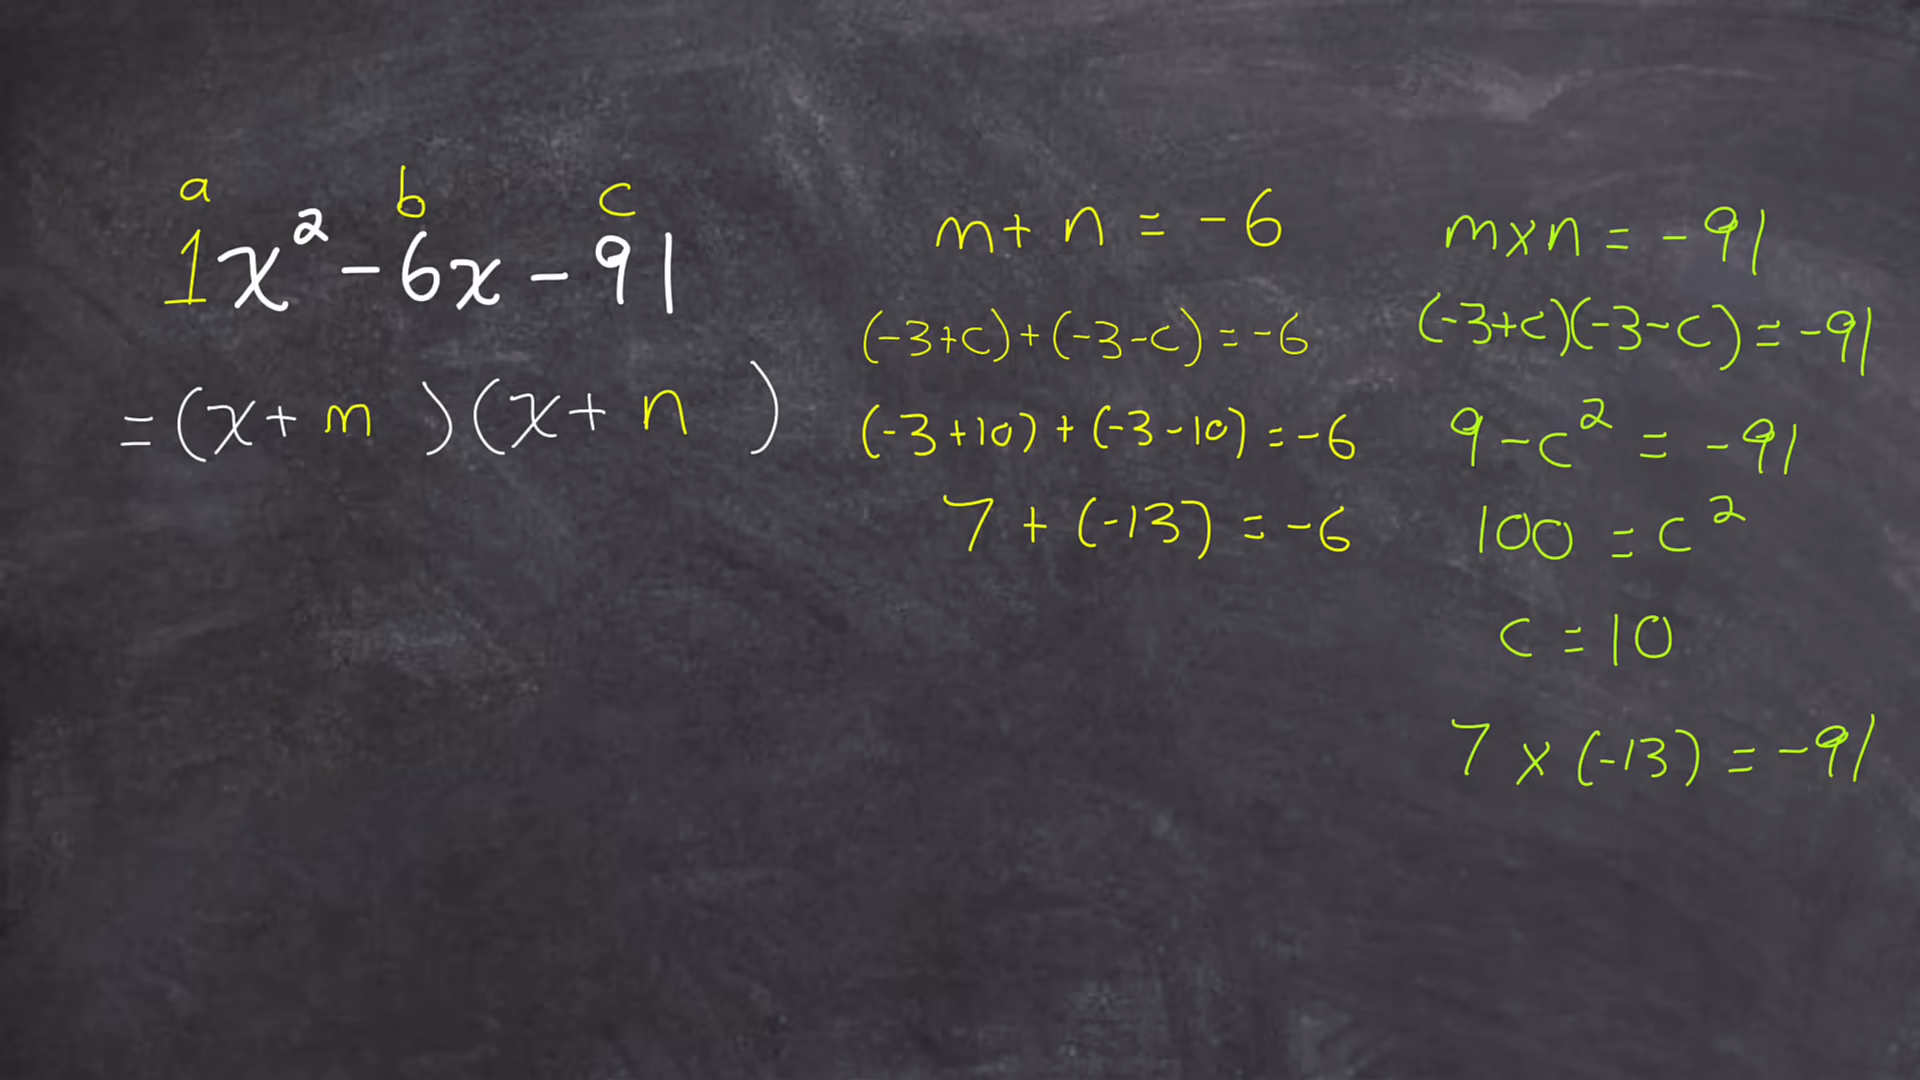 a b c
1x² - 6x - 91
= (x + m ) (x + n )
m + n = -6
(-3+c) + (-3-c) = -6
(-3+10) + (-3-10) = -6
7 + (-13) = -6
m x n = -91
(-3+c)(-3-c) = -91
9 - c² = -91
100 = c²
c = 10
7 x (-13) = -91